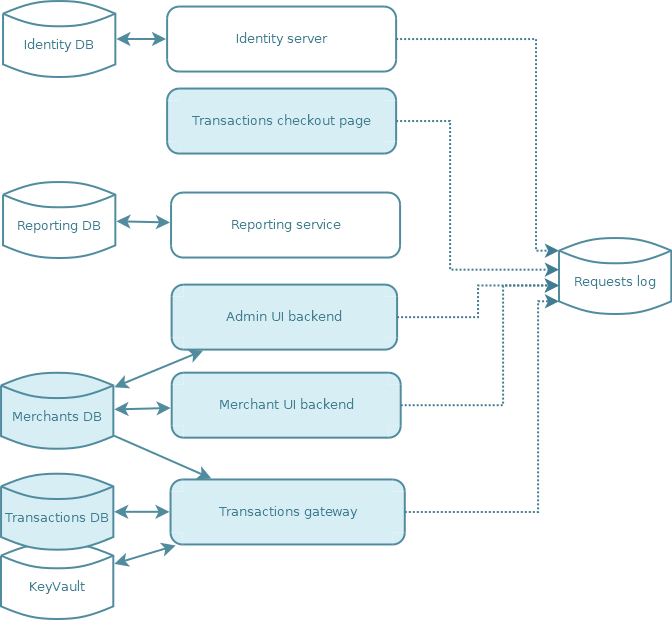 Identity DB
Identity server
Transactions checkout page
Reporting DB
Reporting service
Requests log
Admin UI backend
Merchants DB
Merchant UI backend
Transactions DB
Transactions gateway
KeyVault